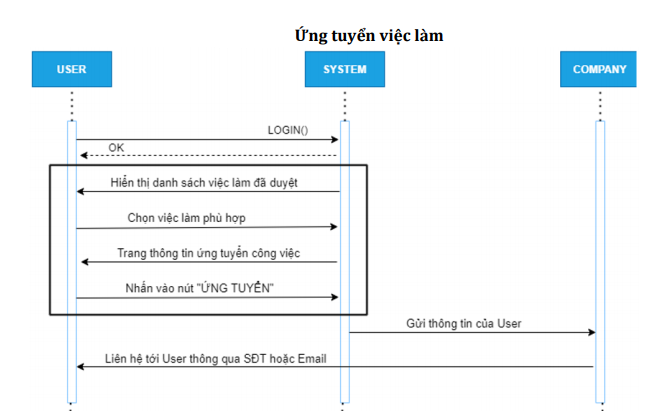 Ứng tuyển việc làm
USER
SYSTEM
COMPANY
LOGIN()
OK
Hiển thị danh sách việc làm đã duyệt
Chọn việc làm phù hợp
Trang thông tin ứng tuyển công việc
Nhấn vào nút "ỨNG TUYỂN"
Gửi thông tin của User
Liên hệ tới User thông qua SĐT hoặc Email